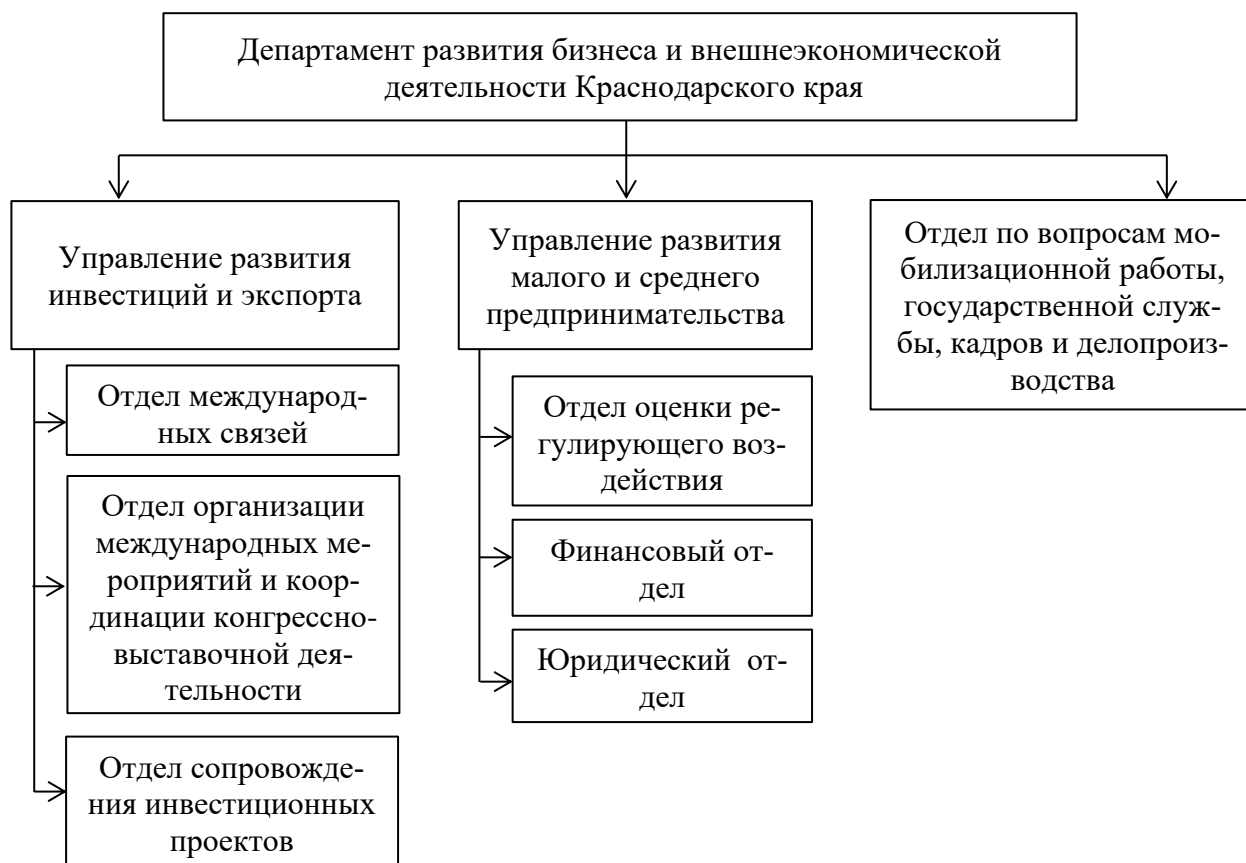 Департамент развития бизнеса и внешнеэкономической
деятельности Краснодарского края
Управление развития
инвестиций и экспорта
Отдел международ-
ных связей
Отдел организации
международных ме-
роприятий и коор-
динации конгрессно-
выставочной дея-
тельности
Отдел сопровожде-
ния инвестиционных
проектов
Управление развития
малого и среднего
предпринимательства
Отдел оценки ре-
гулирующего воз-
действия
Финансовый от-
дел
Юридический  от-
дел
Отдел по вопросам мо-
билизационной работы,
государственной служ-
бы, кадров и делопроиз-
водства